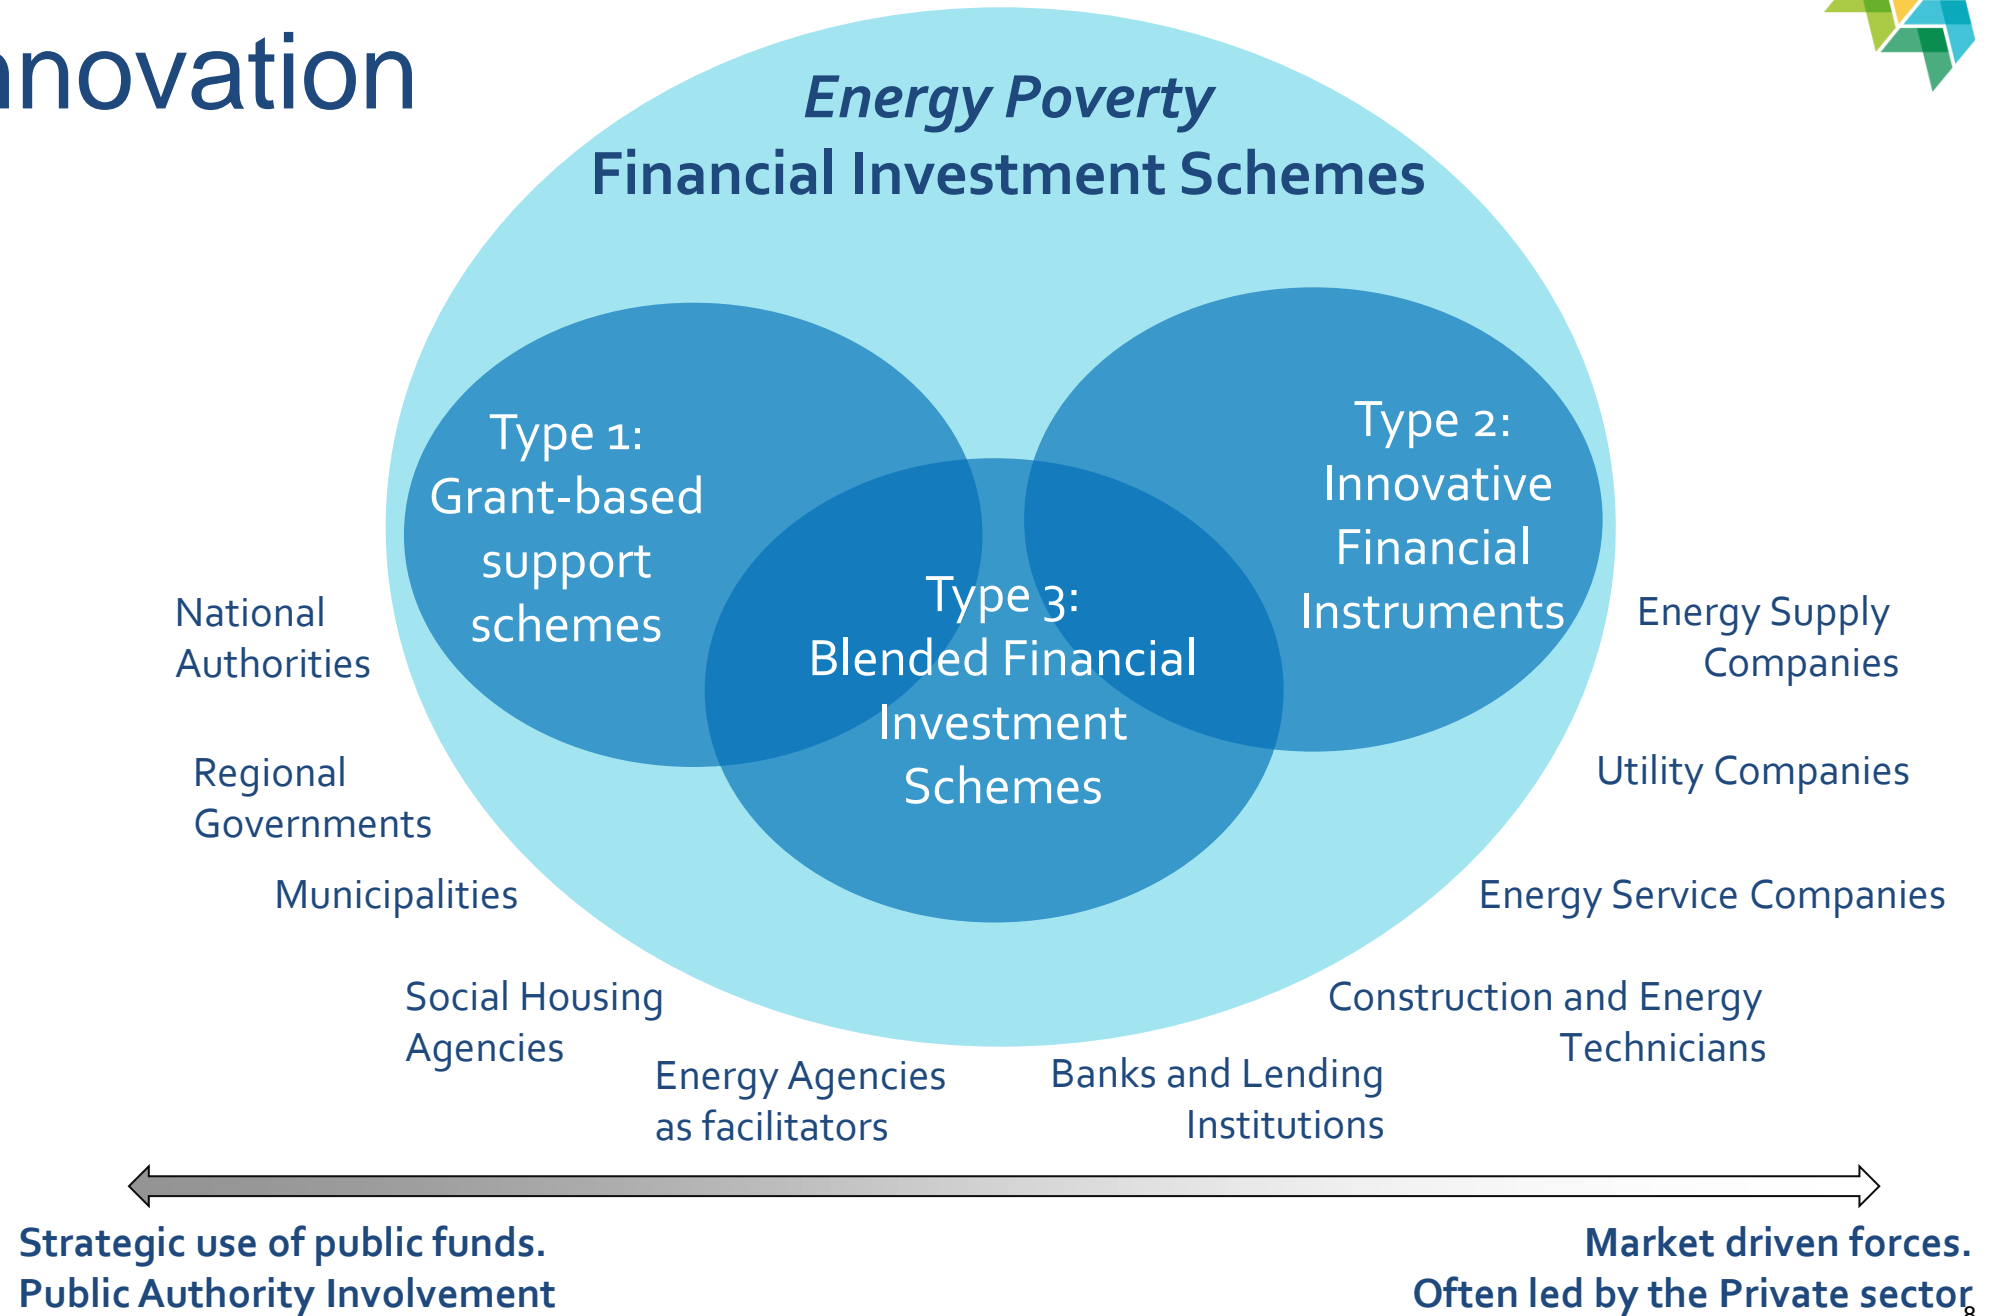 nnovation
Energy Poverty
Financial Investment Schemes
Type 1:
Grant-based
support
schemes
Type 2:
Innovative
Financial
Instruments
Type 3:
Blended Financial
Investment
Schemes
National
Authorities
Regional
Governments
Municipalities
Social Housing
Agencies
Energy Agencies
as facilitators
Banks and Lending
Institutions
Construction and Energy
Technicians
Energy Service Companies
Utility Companies
Energy Supply
Companies
Strategic use of public funds.
Public Authority Involvement
Market driven forces.
Often led by the Private sector
8